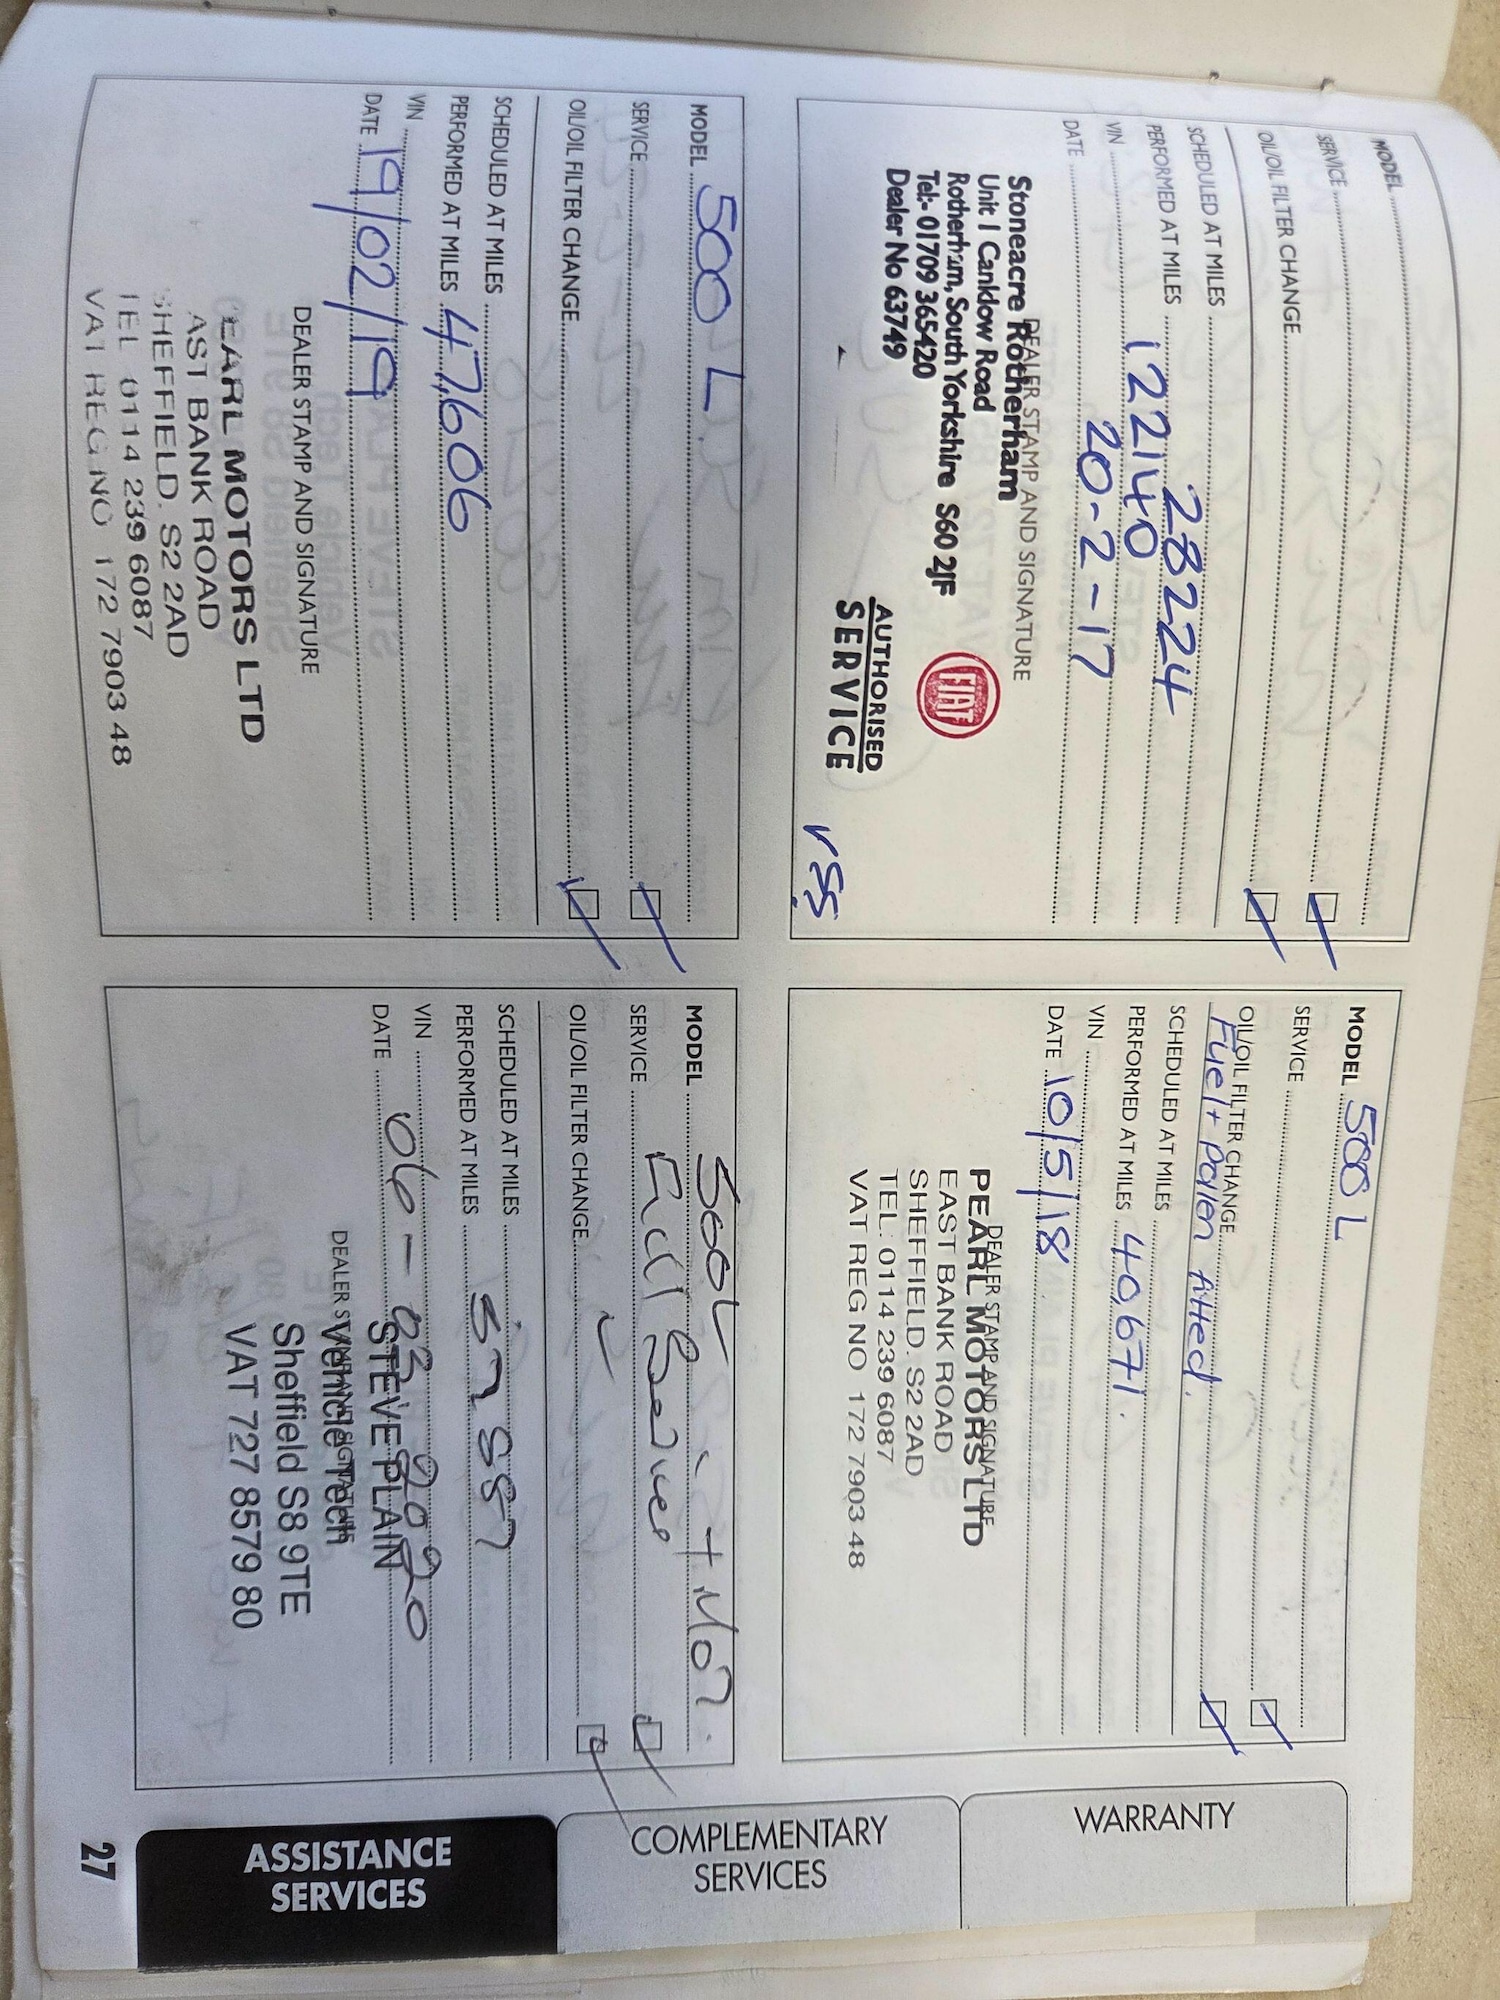 MODEL
SERVICE
OIL/OIL FILTER CHANGE
SCHEDULED AT MILES
PERFORMED AT MILES 28224
VIN 122140
DATE 20-2-17
DEALER STAMP AND SIGNATURE
Stoneacre Rotherham
Unit 1 Canklow Road
Rotherham, South Yorkshire S60 2JF
Tel:- 01709 365420
Dealer No 63749
FIAT
AUTHORISED
SERVICE
MODEL 500 L
SERVICE
OIL/OIL FILTER CHANGE
Fuel + Pollen fitted.
SCHEDULED AT MILES
PERFORMED AT MILES 40,671.
VIN
DATE 10/5/18
DEALER STAMP AND SIGNATURE
PEARL MOTORS LTD
EAST BANK ROAD
SHEFFIELD. S2 2AD
TEL: 0114 239 6087
VAT REG NO 172 7903 48
MODEL 500 L
SERVICE
OIL/OIL FILTER CHANGE
SCHEDULED AT MILES
PERFORMED AT MILES 47,606
VIN
DATE 19/02/19
DEALER STAMP AND SIGNATURE
EARL MOTORS LTD
AST BANK ROAD
SHEFFIELD. S2 2AD
TEL 0114 239 6087
VAT REG NO 172 7903 48
MODEL 500L + MOT.
SERVICE Full Service
OIL/OIL FILTER CHANGE
SCHEDULED AT MILES
PERFORMED AT MILES
VIN
DATE 06-03 2020
DEALER STAMP AND SIGNATURE
STEVE PLAIN
Vehicle Tech
Sheffield S8 9TE
VAT 727 8579 80
WARRANTY
COMPLEMENTARY
SERVICES
ASSISTANCE
SERVICES
27